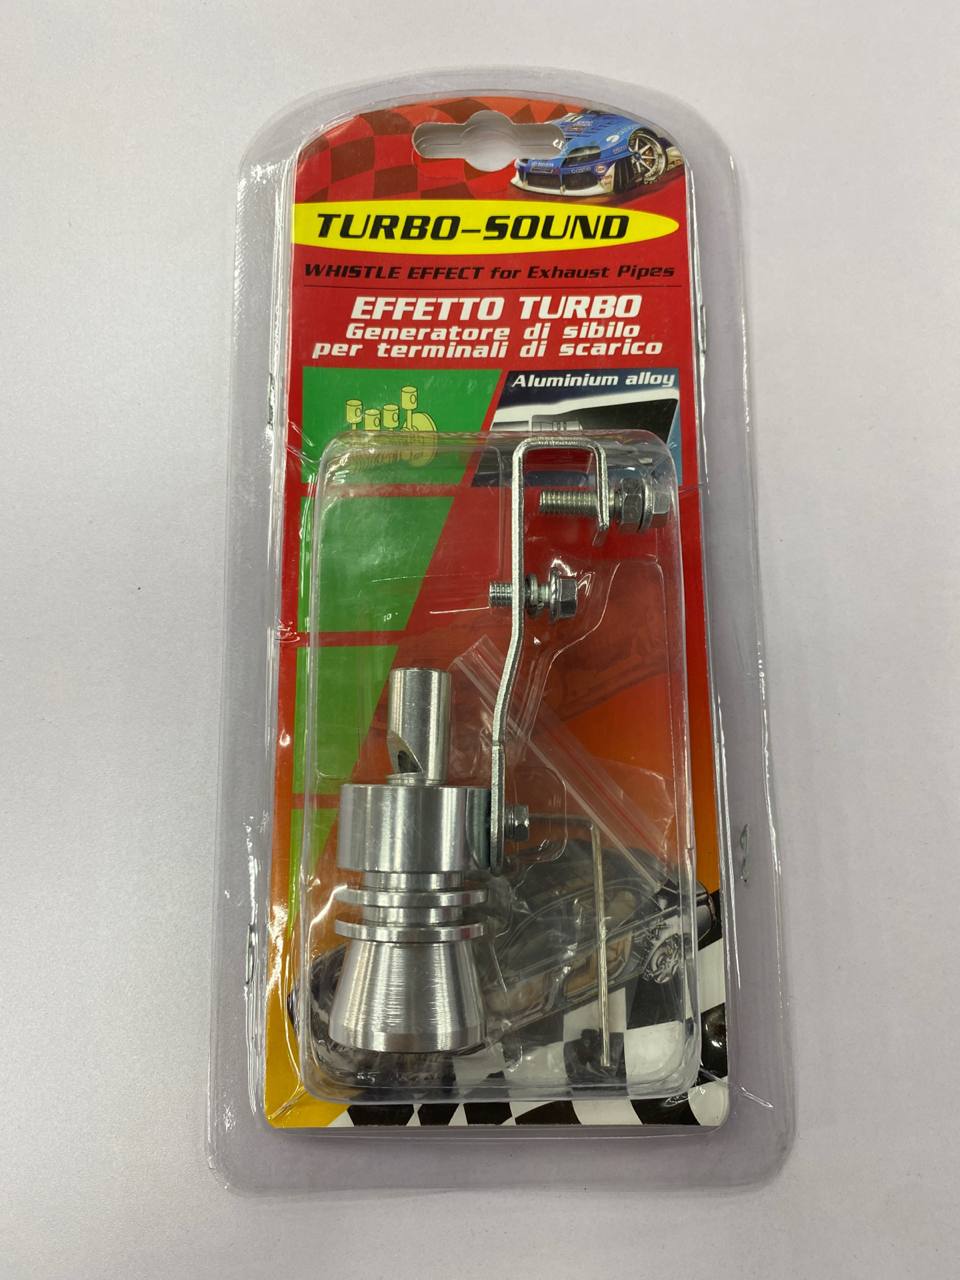 TURBO-SOUND
WHISTLE EFFECT for Exhaust Pipes
EFFETTO TURBO
Generatore di sibilo
per terminali di scarico
Aluminium alloy